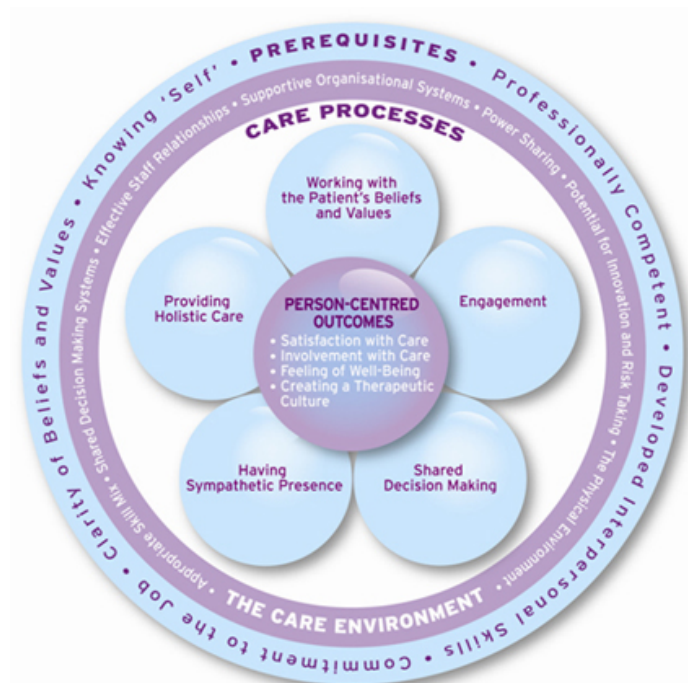 PREREQUISITES • Professionally Competent • Developed Interpersonal Skills • Commitment to the Job • Clarity of Beliefs and Values • Knowing 'Self' •
THE CARE ENVIRONMENT • Appropriate Skill Mix • Shared Decision Making Systems • Effective Staff Relationships • Supportive Organisational Systems • Power Sharing • Potential for Innovation and Risk Taking • The Physical Environment •
CARE PROCESSES
Working with
the Patient's Beliefs
and Values
Providing
Holistic Care
Engagement
PERSON-CENTRED
OUTCOMES
• Satisfaction with Care
• Involvement with Care
• Feeling of Well-Being
• Creating a Therapeutic
Culture
Having
Sympathetic Presence
Shared
Decision Making